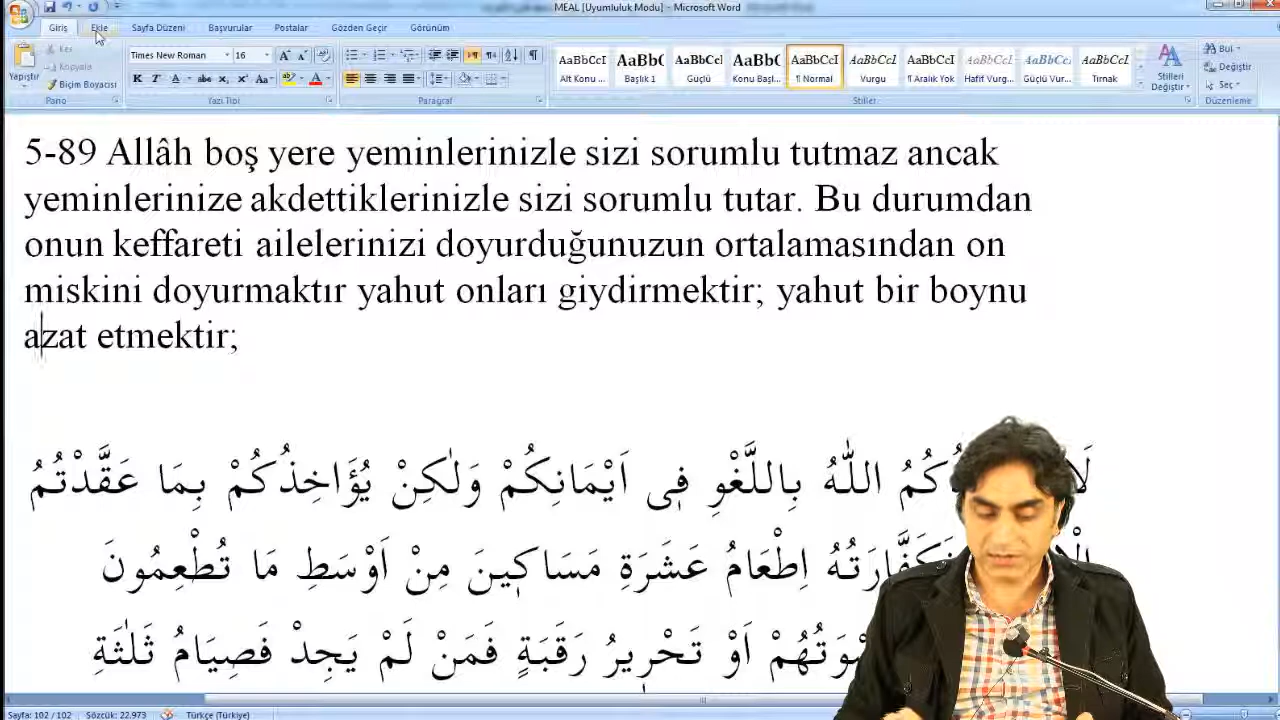 MEAL [Uyumluluk Modu] - Microsoft Word
Giriş Ekle Sayfa Düzeni Başvurular Postalar Gözden Geçir Görünüm
Yapıştır
Kes
Kopyala
Biçim Boyacısı
Pano
Times New Roman 16
Yazı Tipi
Paragraf
AaBbCcI AaBbC AaBbCcl AaBbC AaBbCcI AaBbCcI AaBbCcI AaBbCcI AaBbCcI AaBbCcI
Alt Konu ... Başlık 1 Güçlü Konu Başl... ¶ Normal Vurgu ¶ Aralık Yok Hafif Vurg... Güçlü Vur... Tırnak
Stiller
Stilleri Değiştir
Bul
Değiştir
Seç
Düzenleme
5-89 Allâh boş yere yeminlerinizle sizi sorumlu tutmaz ancak
yeminlerinize akdettiklerinizle sizi sorumlu tutar. Bu durumdan
onun keffareti ailelerinizi doyurduğunuzun ortalamasından on
miskini doyurmaktır yahut onları giydirmektir; yahut bir boynu
azat etmektir;
اللّٰهُ بِاللَّغْوِ فِى اَيْمَانِكُمْ وَلٰكِنْ يُؤَاخِذُكُمْ بِمَا عَقَّدْتُمُ
فَكَفَّارَتُهُ اِطْعَامُ عَشَرَةِ مَسَاكِينَ مِنْ اَوْسَطِ مَا تُطْعِمُونَ
اَوْ تَحْرِيرُ رَقَبَةٍ فَمَنْ لَمْ يَجِدْ فَصِيَامُ ثَلٰثَةِ
Sayfa: 102 / 102 Sözcük: 22.973 Türkçe (Türkiye)